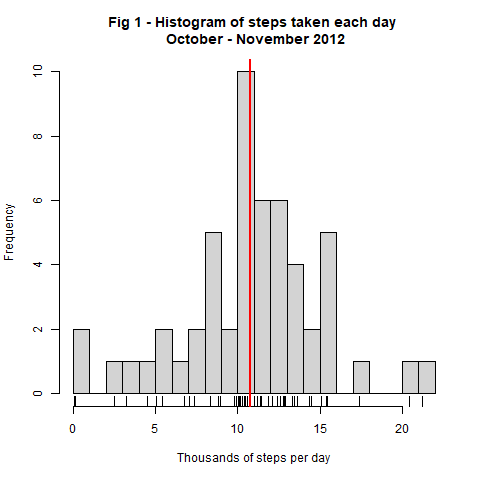 Fig 1 - Histogram of steps taken each day
October - November 2012
Frequency
10
8
6
4
2
0
0 5 10 15 20
Thousands of steps per day